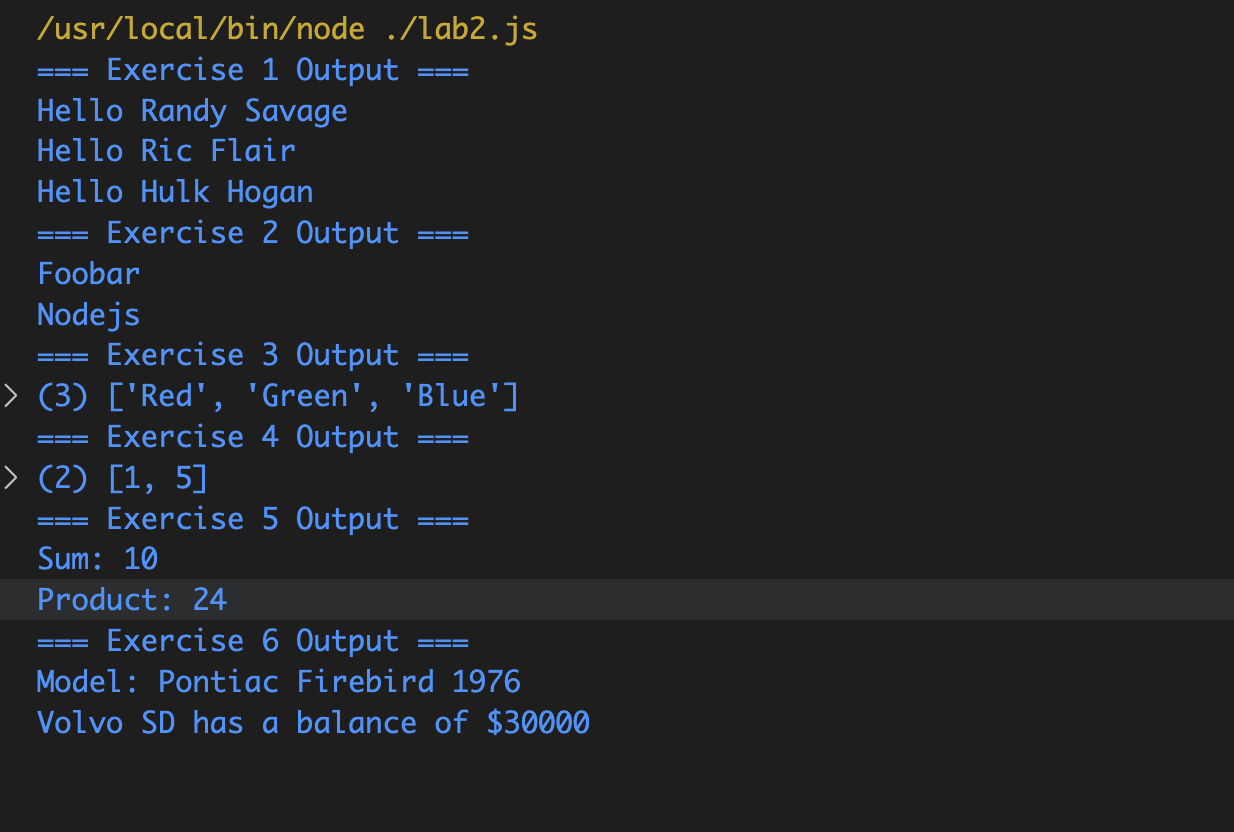 /usr/local/bin/node ./lab2.js
=== Exercise 1 Output ===
Hello Randy Savage
Hello Ric Flair
Hello Hulk Hogan
=== Exercise 2 Output ===
Foobar
Nodejs
=== Exercise 3 Output ===
(3) ['Red', 'Green', 'Blue']
=== Exercise 4 Output ===
(2) [1, 5]
=== Exercise 5 Output ===
Sum: 10
Product: 24
=== Exercise 6 Output ===
Model: Pontiac Firebird 1976
Volvo SD has a balance of $30000